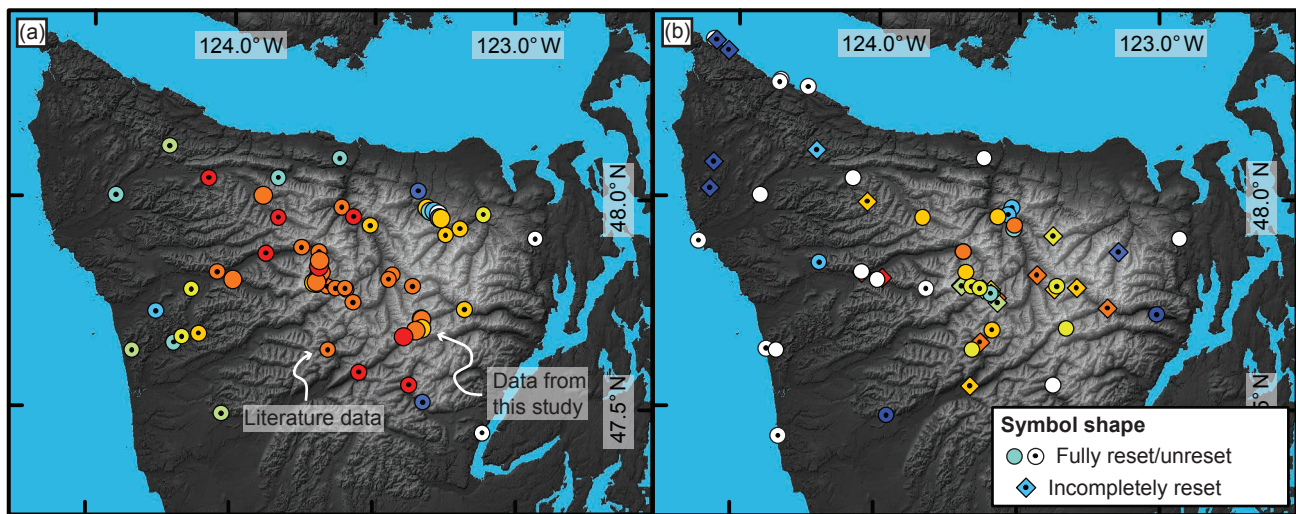 (a)
124.0°W
123.0°W
48.0°N
47.5°N
Literature data
Data from
this study
(b)
124.0°W
123.0°W
48.0°N
5°N
Symbol shape
Fully reset/unreset
Incompletely reset